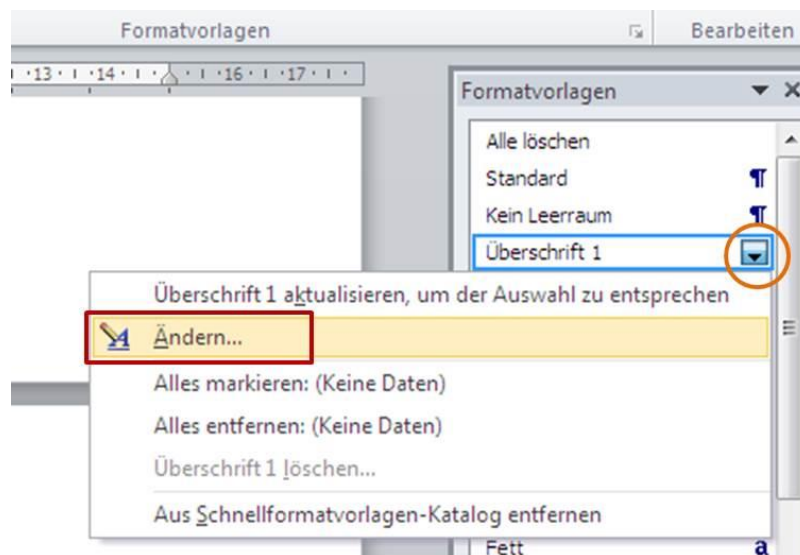 Formatvorlagen
Bearbeiten
13 · 14 · 16 · 17
Formatvorlagen
Alle löschen
Standard ¶
Kein Leerraum ¶
Überschrift 1
Überschrift 1 aktualisieren, um der Auswahl zu entsprechen
Ändern...
Alles markieren: (Keine Daten)
Alles entfernen: (Keine Daten)
Überschrift 1 löschen...
Aus Schnellformatvorlagen-Katalog entfernen
Fett a